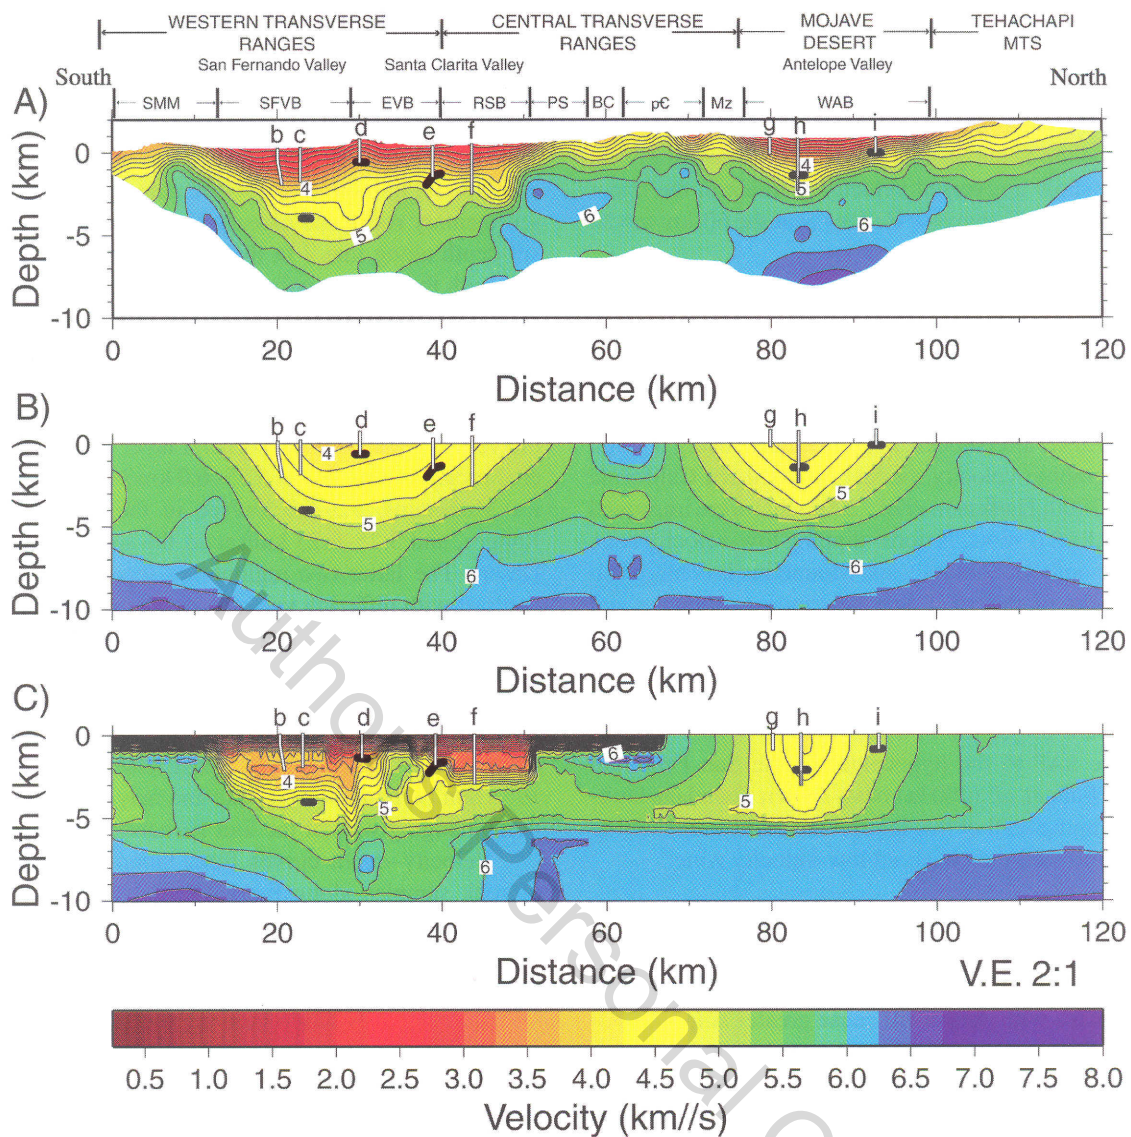 WESTERN TRANSVERSE RANGES
CENTRAL TRANSVERSE RANGES
MOJAVE DESERT
TEHACHAPI MTS
San Fernando Valley
Santa Clarita Valley
Antelope Valley
South
North
SMM SFVB EVB RSB PS BC p€ Mz WAB
A)
b c d e f g h i
Depth (km)
0
-5
-10
4 5 6 4 5 6
0 20 40 60 80 100 120
Distance (km)
B)
b c d e f g h i
Depth (km)
0
-5
-10
4 5 6 5 6
0 20 40 60 80 100 120
Distance (km)
C)
b c d e f g h i
Depth (km)
0
-5
-10
4 5 6 6 5 5
0 20 40 60 80 100 120
Distance (km)
V.E. 2:1
0.5 1.0 1.5 2.0 2.5 3.0 3.5 4.0 4.5 5.0 5.5 6.0 6.5 7.0 7.5 8.0
Velocity (km//s)
Author's Personal C